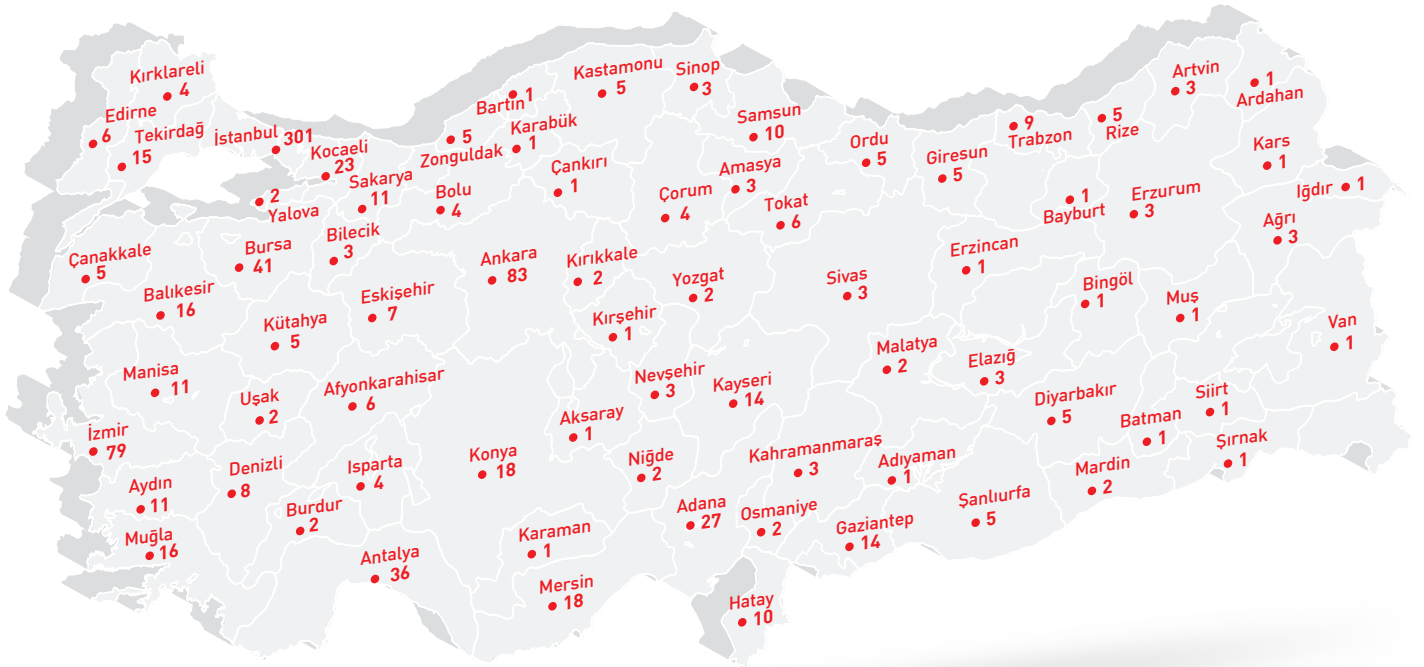 Kırklareli
4
Edirne
6
Tekirdağ
15
İstanbul 301
Kocaeli
23
Sakarya
11
2
Yalova
Bartın 1
5
Zonguldak
Karabük
1
Kastamonu
5
Sinop
3
Samsun
10
Bolu
4
Çankırı
1
Çorum
4
Amasya
3
Tokat
6
Ordu
5
Giresun
5
9
Trabzon
5
Rize
Artvin
3
1
Ardahan
Kars
1
Iğdır 1
Ağrı
3
1
Bayburt
Erzurum
3
Çanakkale
5
Bursa
41
Bilecik
3
Balıkesir
16
Kütahya
5
Eskişehir
7
Ankara
83
Kırıkkale
2
Yozgat
2
Kırşehir
1
Sivas
3
Erzincan
1
Bingöl
1
Muş
1
Van
1
Manisa
11
Uşak
2
Afyonkarahisar
6
Nevşehir
3
Kayseri
14
Malatya
2
Elazığ
3
Diyarbakır
5
Batman
1
Siirt
1
Şırnak
1
İzmir
79
Aydın
11
Denizli
8
Isparta
4
Burdur
2
Konya
18
Aksaray
1
Niğde
2
Kahramanmaraş
3
Adıyaman
1
Şanlıurfa
5
Mardin
2
Muğla
16
Antalya
36
Karaman
1
Mersin
18
Adana
27
Osmaniye
2
Gaziantep
14
Hatay
10